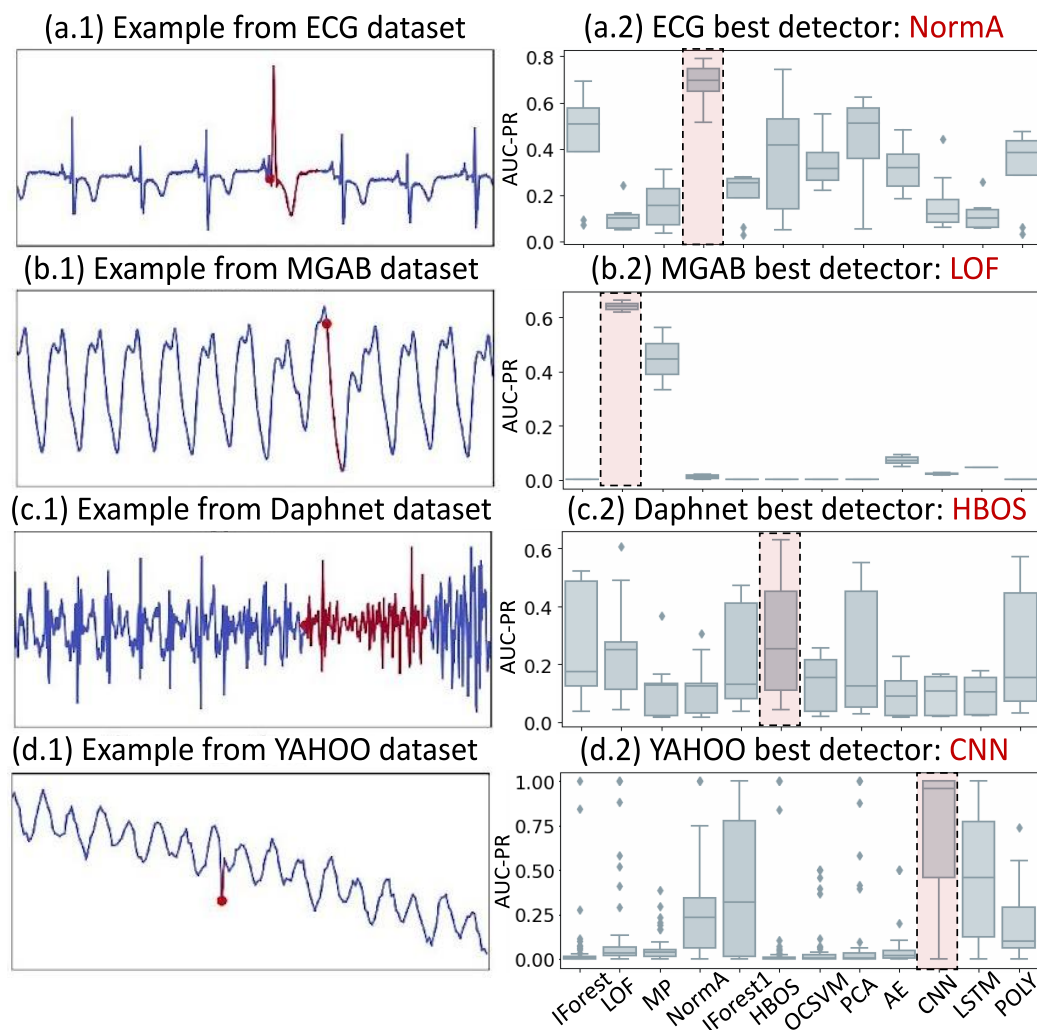 (a.1) Example from ECG dataset
(a.2) ECG best detector: NormA
0.8
0.6
0.4
0.2
0.0
AUC-PR
(b.1) Example from MGAB dataset
(b.2) MGAB best detector: LOF
0.6
0.4
0.2
0.0
AUC-PR
(c.1) Example from Daphnet dataset
(c.2) Daphnet best detector: HBOS
0.6
0.4
0.2
0.0
AUC-PR
(d.1) Example from YAHOO dataset
(d.2) YAHOO best detector: CNN
1.00
0.75
0.50
0.25
0.00
AUC-PR
IForest
LOF
MP
NormA
IForest1
HBOS
OCSVM
PCA
AE
CNN
LSTM
POLY